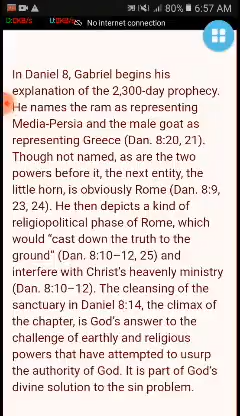 U:0KB/s U:0KB/s No internet connection 80% 6:57 AM
In Daniel 8, Gabriel begins his
explanation of the 2,300-day prophecy.
He names the ram as representing
Media-Persia and the male goat as
representing Greece (Dan. 8:20, 21).
Though not named, as are the two
powers before it, the next entity, the
little horn, is obviously Rome (Dan. 8:9,
23, 24). He then depicts a kind of
religiopolitical phase of Rome, which
would “cast down the truth to the
ground” (Dan. 8:10–12, 25) and
interfere with Christ's heavenly ministry
(Dan. 8:10–12). The cleansing of the
sanctuary in Daniel 8:14, the climax of
the chapter, is God's answer to the
challenge of earthly and religious
powers that have attempted to usurp
the authority of God. It is part of God's
divine solution to the sin problem.